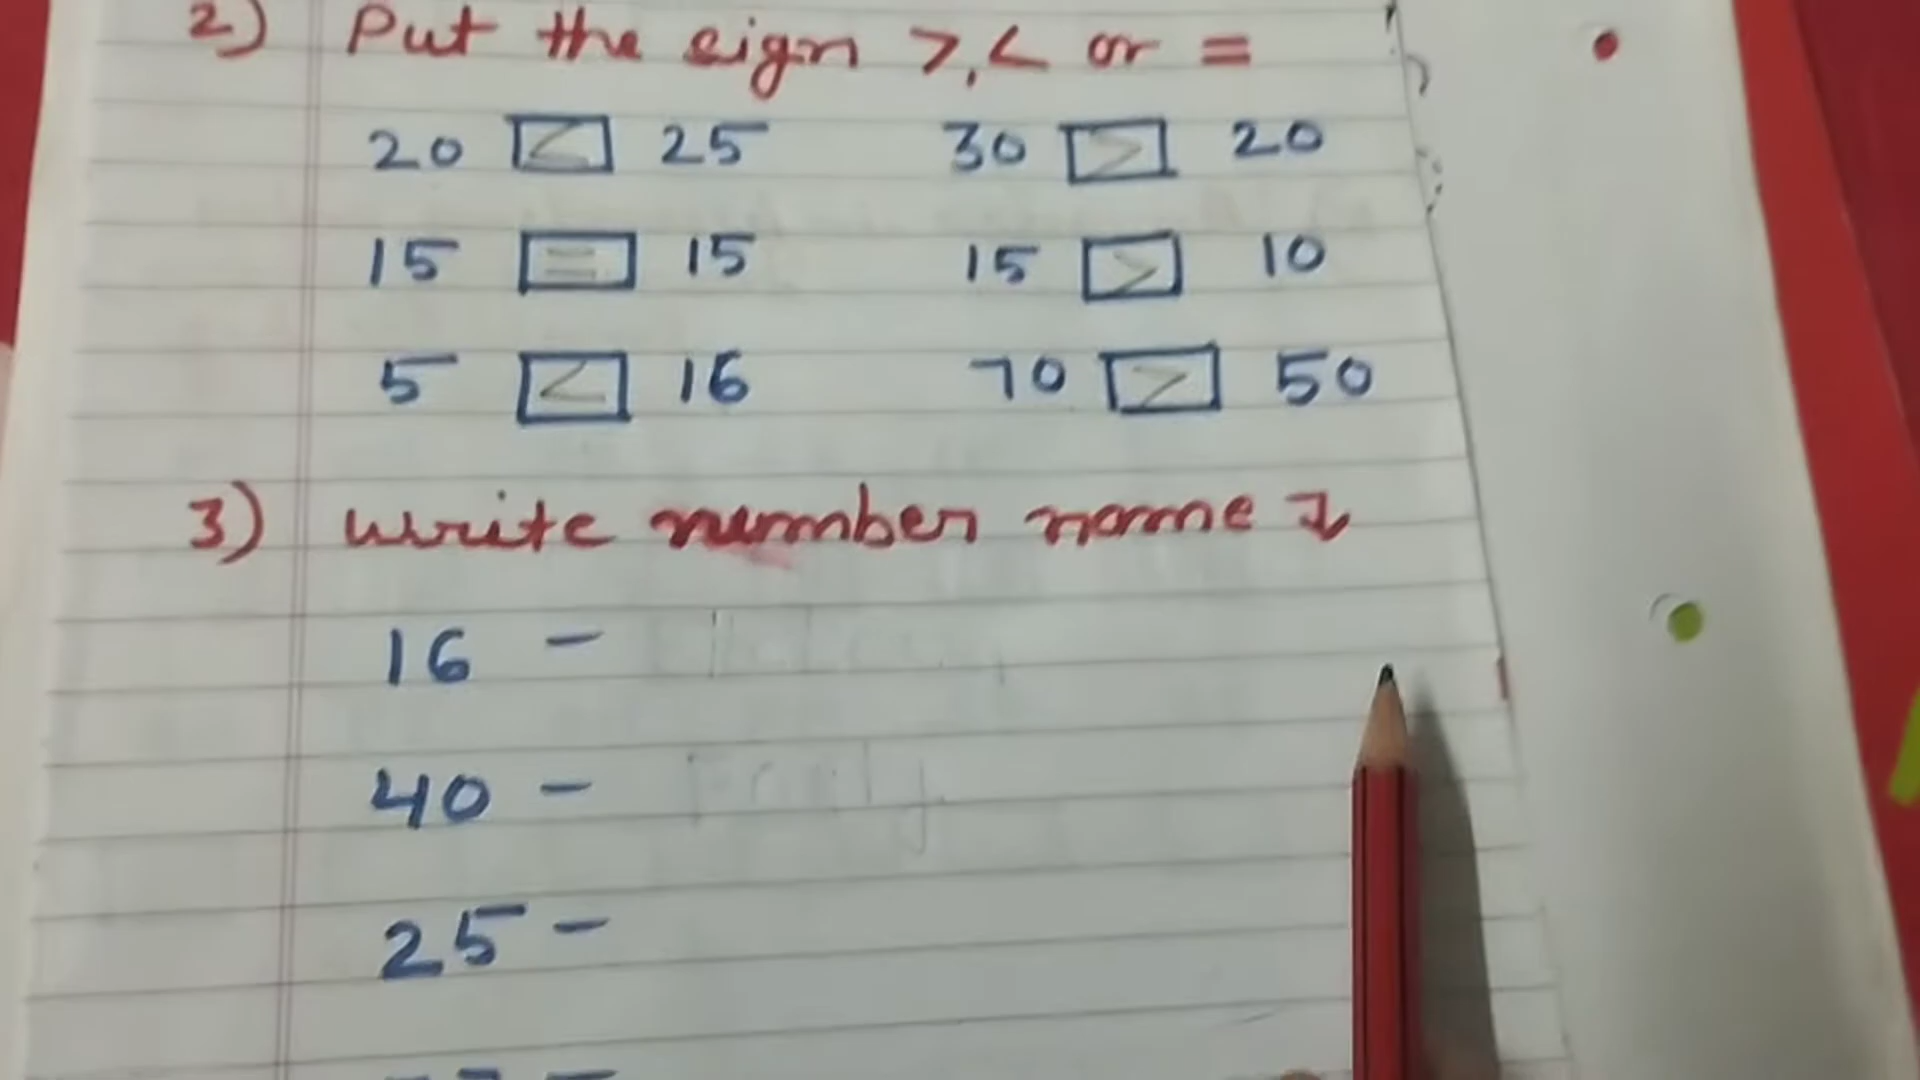 2) Put the sign >,< or =
20 < 25 30 > 20
15 = 15 15 > 10
5 < 16 70 > 50
3) Write number name
16 -
40 -
25 -